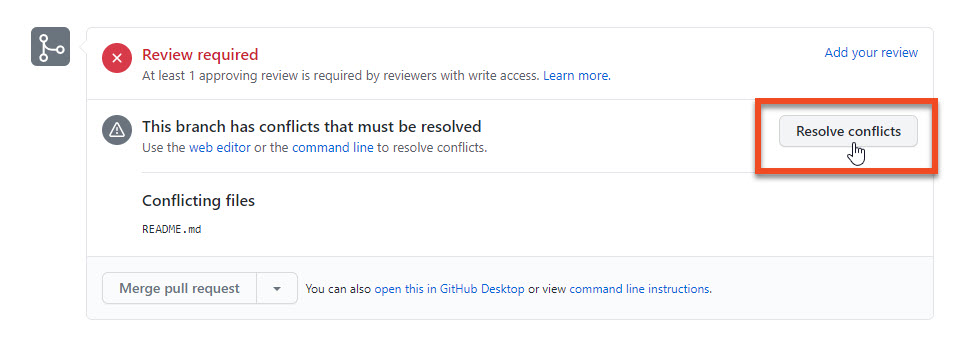 Review required
Add your review
At least 1 approving review is required by reviewers with write access. Learn more.
This branch has conflicts that must be resolved
Resolve conflicts
Use the web editor or the command line to resolve conflicts.
Conflicting files
README.md
Merge pull request
You can also open this in GitHub Desktop or view command line instructions.